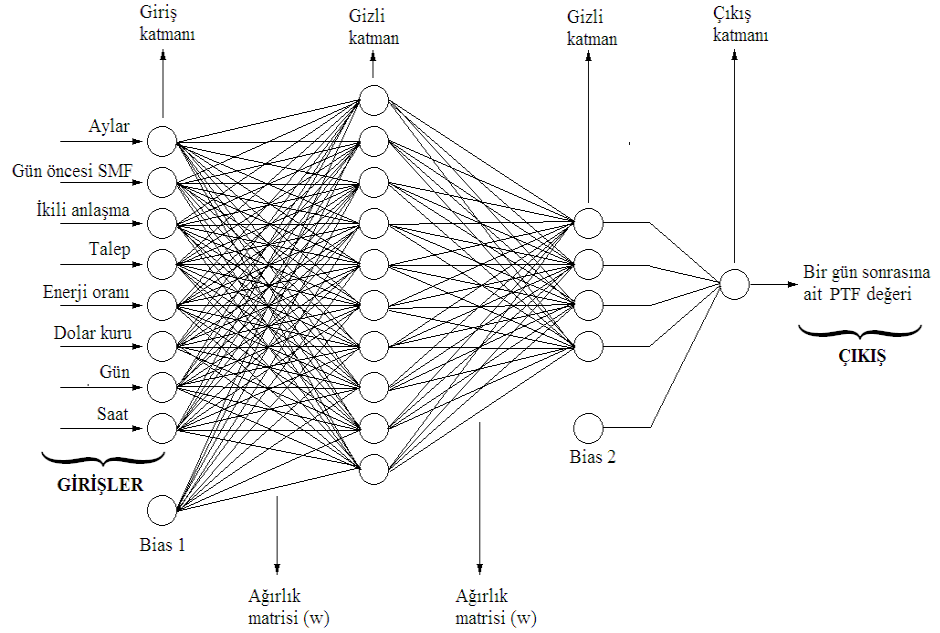 Giriş
katmanı
Gizli
katman
Gizli
katman
Çıkış
katmanı
Aylar
Gün öncesi SMF
İkili anlaşma
Talep
Enerji oranı
Dolar kuru
Gün
Saat
GİRİŞLER
Bias 1
Bias 2
Bir gün sonrasına
ait PTF değeri
ÇIKIŞ
Ağırlık
matrisi (w)
Ağırlık
matrisi (w)